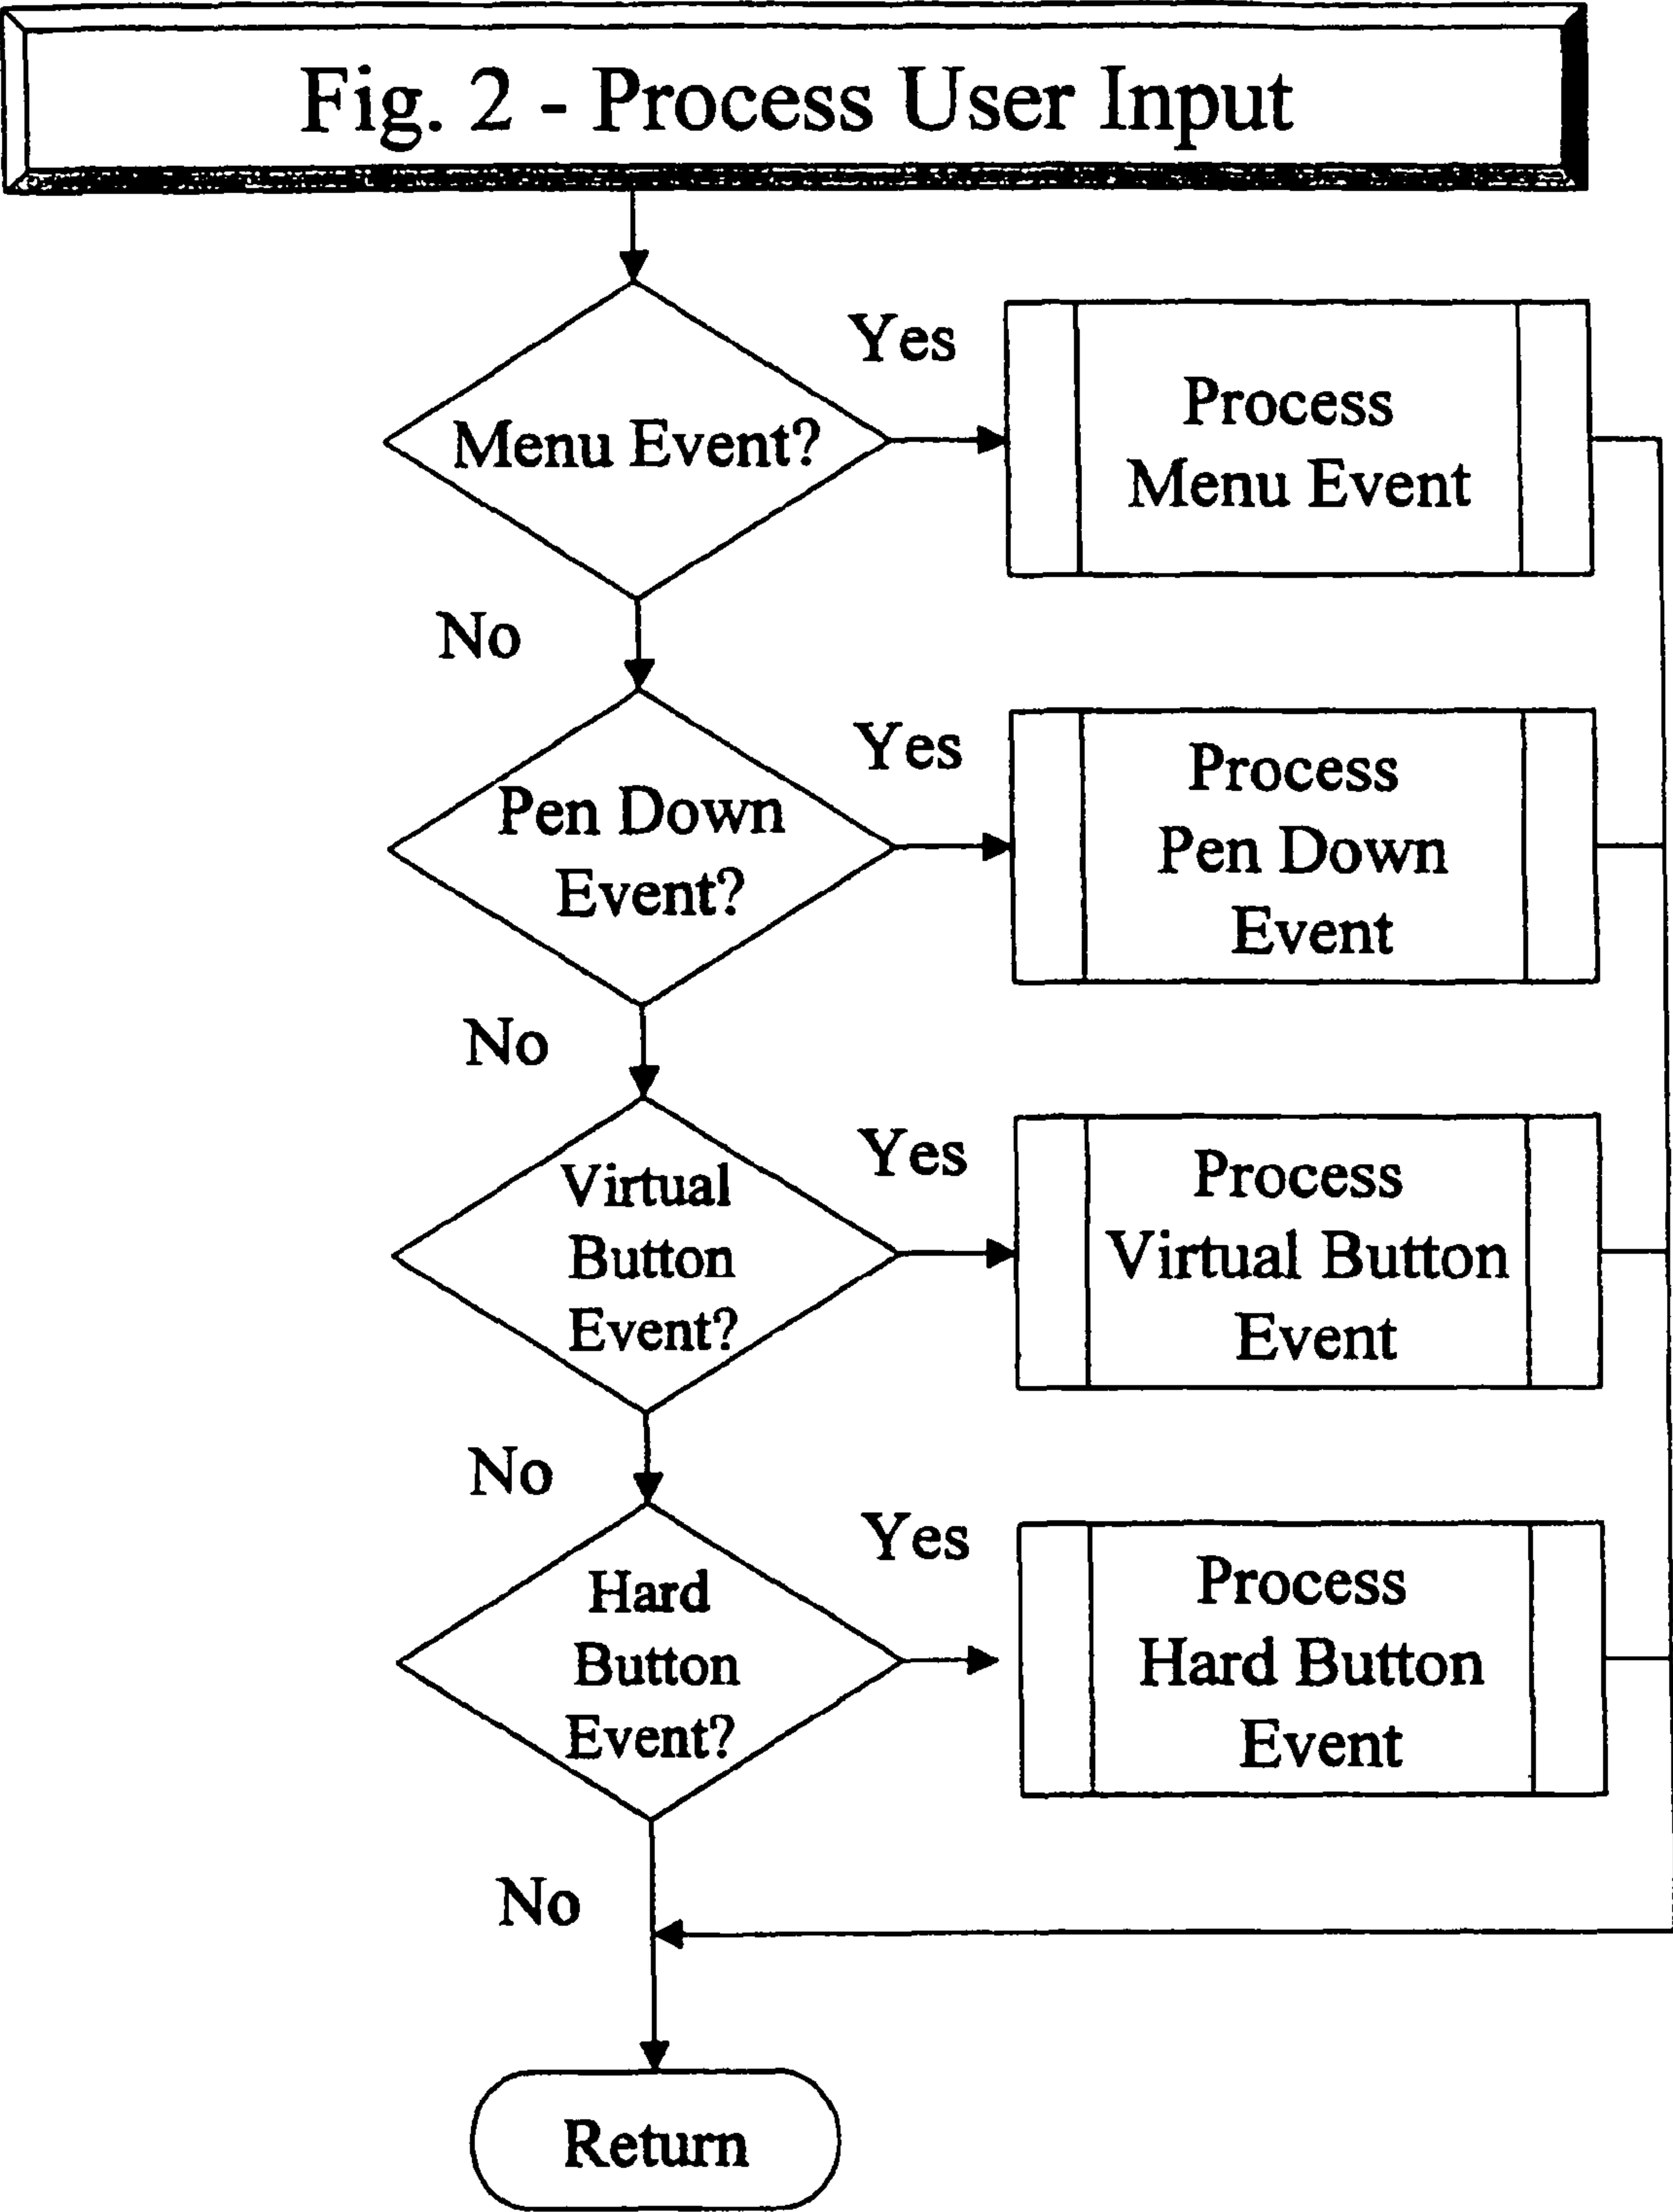 Fig. 2 - Process User Input
Menu Event?
Yes
Process
Menu Event
No
Pen Down
Event?
Yes
Process
Pen Down
Event
No
Virtual
Button
Event?
Yes
Process
Virtual Button
Event
No
Hard
Button
Event?
Yes
Process
Hard Button
Event
No
Return